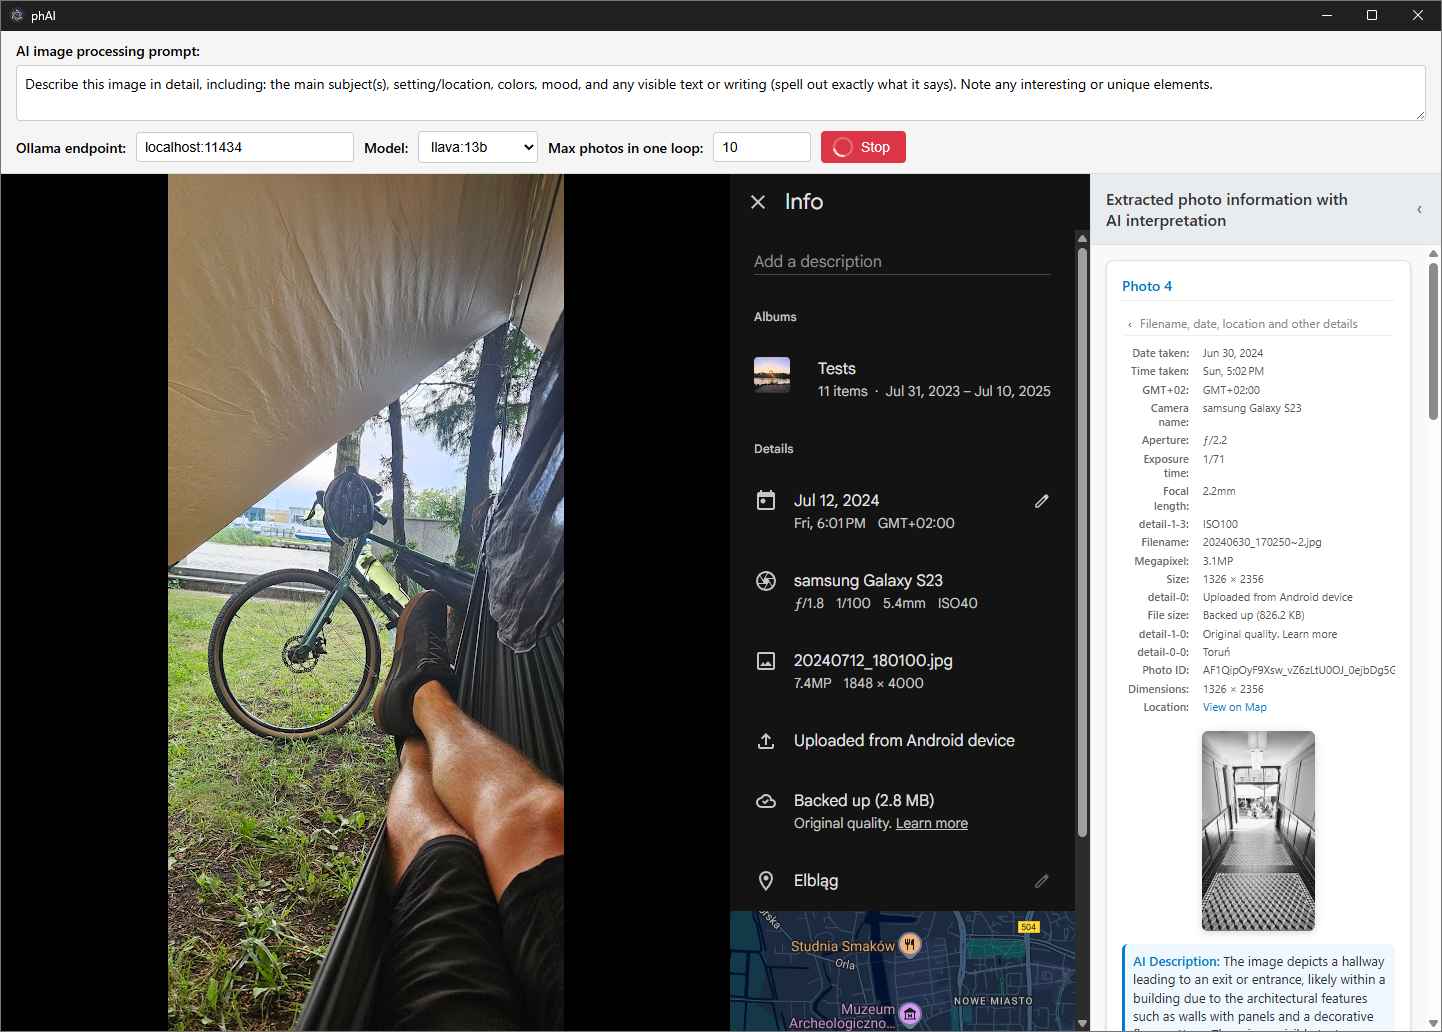 phAI
AI image processing prompt:
Describe this image in detail, including: the main subject(s), setting/location, colors, mood, and any visible text or writing (spell out exactly what it says). Note any interesting or unique elements.
Ollama endpoint: localhost:11434 Model: llava:13b Max photos in one loop: 10 Stop
Info
Add a description
Albums
Tests
11 items · Jul 31, 2023 – Jul 10, 2025
Details
Jul 12, 2024
Fri, 6:01 PM GMT+02:00
samsung Galaxy S23
ƒ/1.8 1/100 5.4mm ISO40
20240712_180100.jpg
7.4MP 1848 × 4000
Uploaded from Android device
Backed up (2.8 MB)
Original quality. Learn more
Elbląg
504
Studnia Smaków
Orla
NOWE MIASTO
Muzeum
Archeologiczno...
Extracted photo information with
AI interpretation
Photo 4
Filename, date, location and other details
Date taken: Jun 30, 2024
Time taken: Sun, 5:02 PM
GMT+02: GMT+02:00
Camera name: samsung Galaxy S23
Aperture: ƒ/2.2
Exposure time: 1/71
Focal length: 2.2mm
detail-1-3: ISO100
Filename: 20240630_170250~2.jpg
Megapixel: 3.1MP
Size: 1326 × 2356
detail-0: Uploaded from Android device
File size: Backed up (826.2 KB)
detail-1-0: Original quality. Learn more
detail-0-0: Toruń
Photo ID: AF1QipOyF9Xsw_vZ6zLtU0OJ_0ejbDg5G
Dimensions: 1326 × 2356
Location: View on Map
AI Description: The image depicts a hallway
leading to an exit or entrance, likely within a
building due to the architectural features
such as walls with panels and a decorative